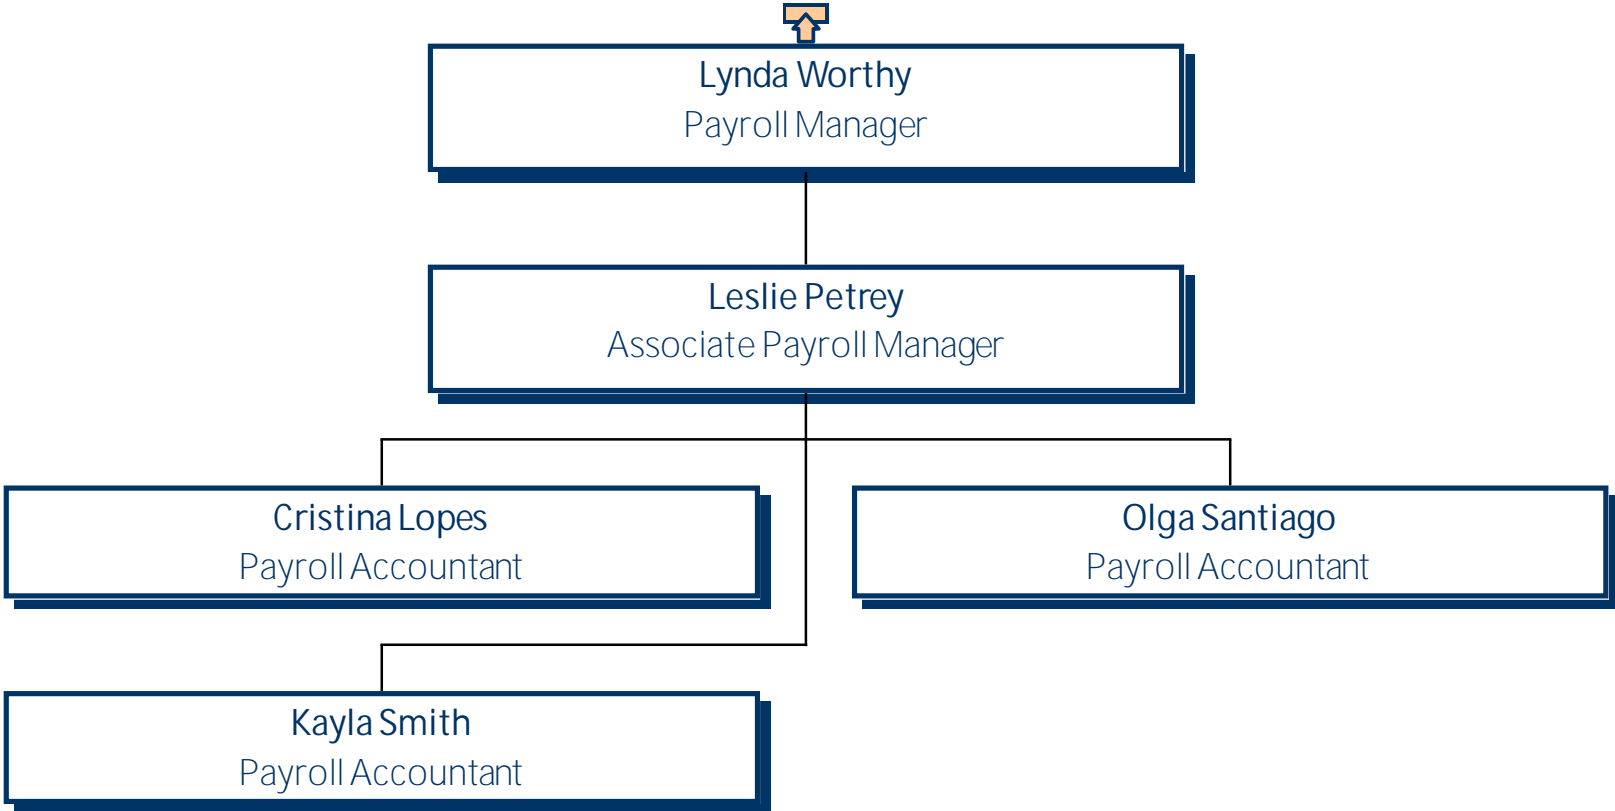 Lynda Worthy
Payroll Manager
Leslie Petrey
Associate Payroll Manager
Cristina Lopes
Payroll Accountant
Olga Santiago
Payroll Accountant
Kayla Smith
Payroll Accountant